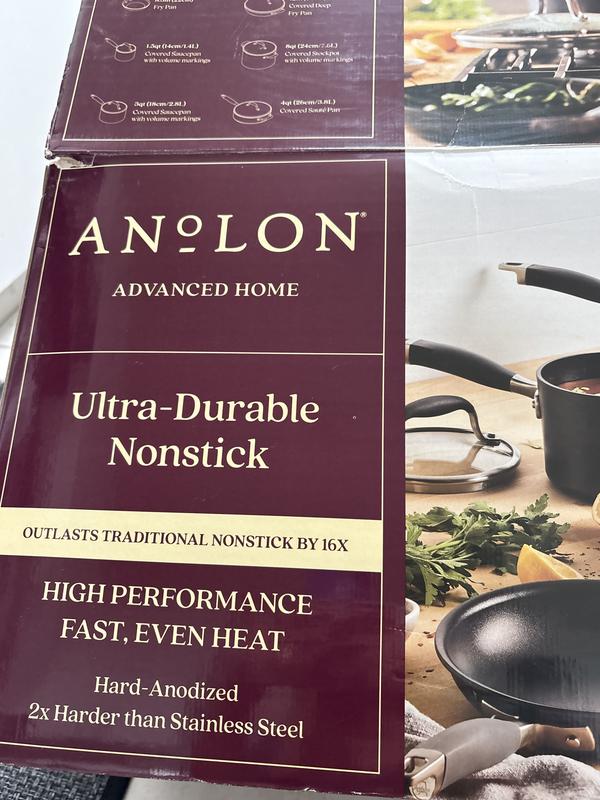 Fry Pan
Covered Deep
Fry Pan
1.5qt (14cm/1.4L)
Covered Saucepan
with volume markings
8qt (24cm/7.6L)
Covered Stockpot
with volume markings
3qt (18cm/2.8L)
Covered Saucepan
with volume markings
4qt (26cm/3.8L)
Covered Sauté Pan
ANOLON®
ADVANCED HOME
Ultra-Durable
Nonstick
OUTLASTS TRADITIONAL NONSTICK BY 16X
HIGH PERFORMANCE
FAST, EVEN HEAT
Hard-Anodized
2x Harder than Stainless Steel